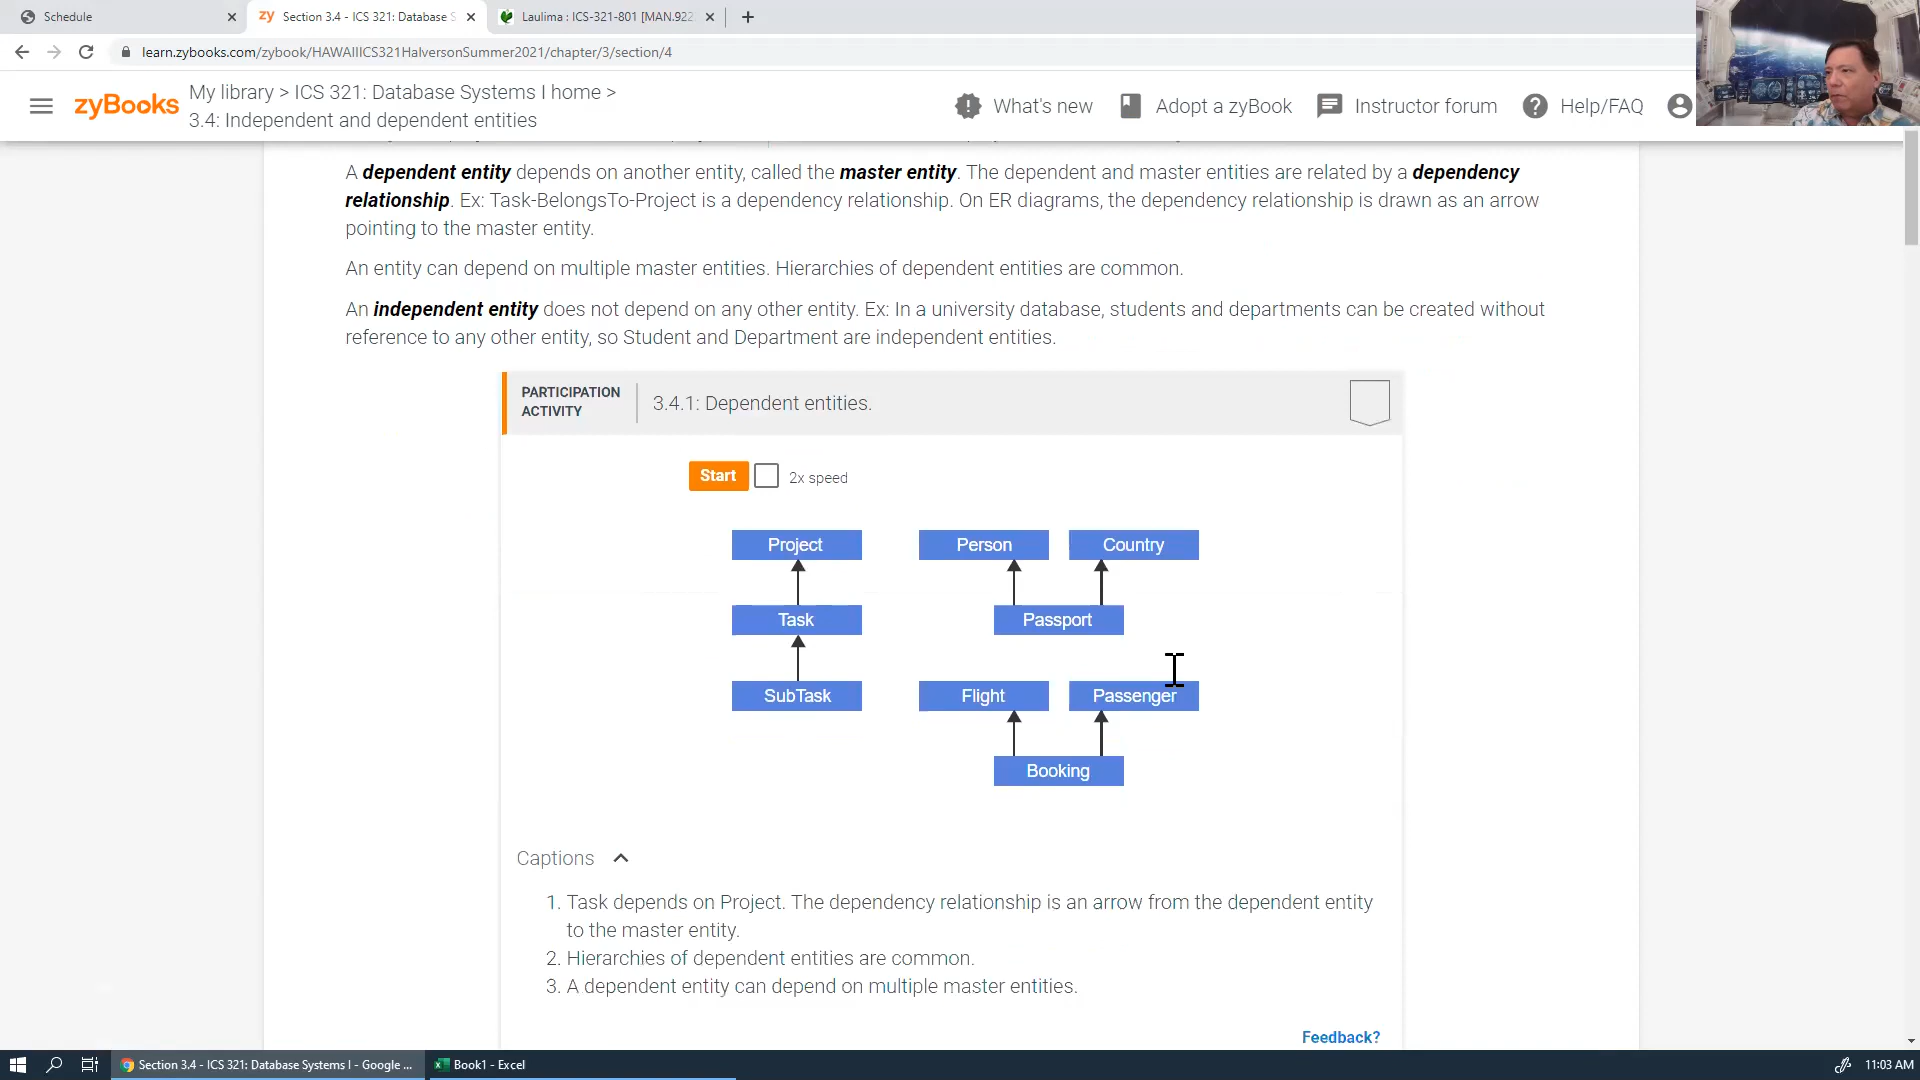 Schedule
zy Section 3.4 - ICS 321: Database S
Laulima : ICS-321-801 [MAN.922
learn.zybooks.com/zybook/HAWAIIICS321HalversonSummer2021/chapter/3/section/4
zyBooks
My library > ICS 321: Database Systems I home >
3.4: Independent and dependent entities
What's new
Adopt a zyBook
Instructor forum
Help/FAQ
A dependent entity depends on another entity, called the master entity. The dependent and master entities are related by a dependency
relationship. Ex: Task-BelongsTo-Project is a dependency relationship. On ER diagrams, the dependency relationship is drawn as an arrow
pointing to the master entity.
An entity can depend on multiple master entities. Hierarchies of dependent entities are common.
An independent entity does not depend on any other entity. Ex: In a university database, students and departments can be created without
reference to any other entity, so Student and Department are independent entities.
PARTICIPATION
ACTIVITY
3.4.1: Dependent entities.
Start
2x speed
Project
Person
Country
Task
Passport
SubTask
Flight
Passenger
Booking
Captions
1. Task depends on Project. The dependency relationship is an arrow from the dependent entity
to the master entity.
2. Hierarchies of dependent entities are common.
3. A dependent entity can depend on multiple master entities.
Feedback?
Section 3.4 - ICS 321: Database Systems I - Google ...
Book1 - Excel
11:03 AM